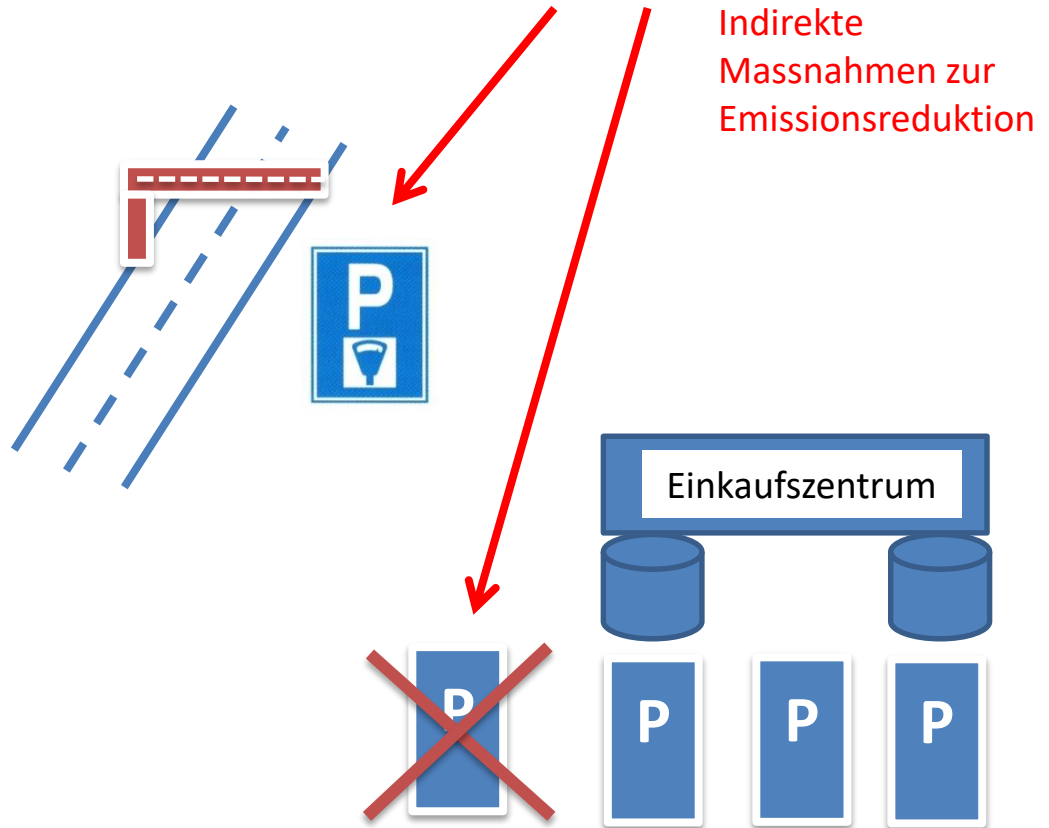 Indirekte
Massnahmen zur
Emissionsreduktion
P
Einkaufszentrum
P
P
P
P